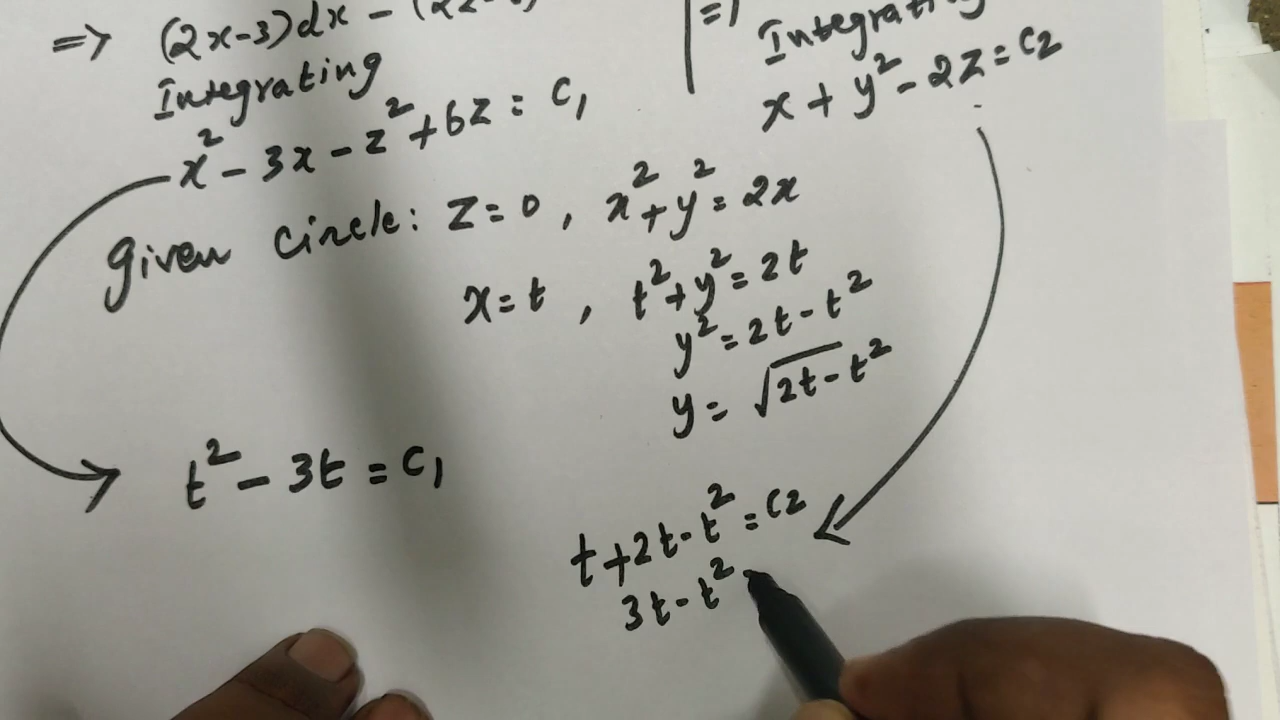 => (2x-3)dx -
Integrating
x² - 3x - z² + 6z = c₁
=> Integrating
x + y² - 2z = c₂
Given circle: z = 0, x² + y² = 2x
x = t, t² + y² = 2t
y² = 2t - t²
y = √2t - t²
t² - 3t = c₁
t + 2t - t² = c₂
3t - t²